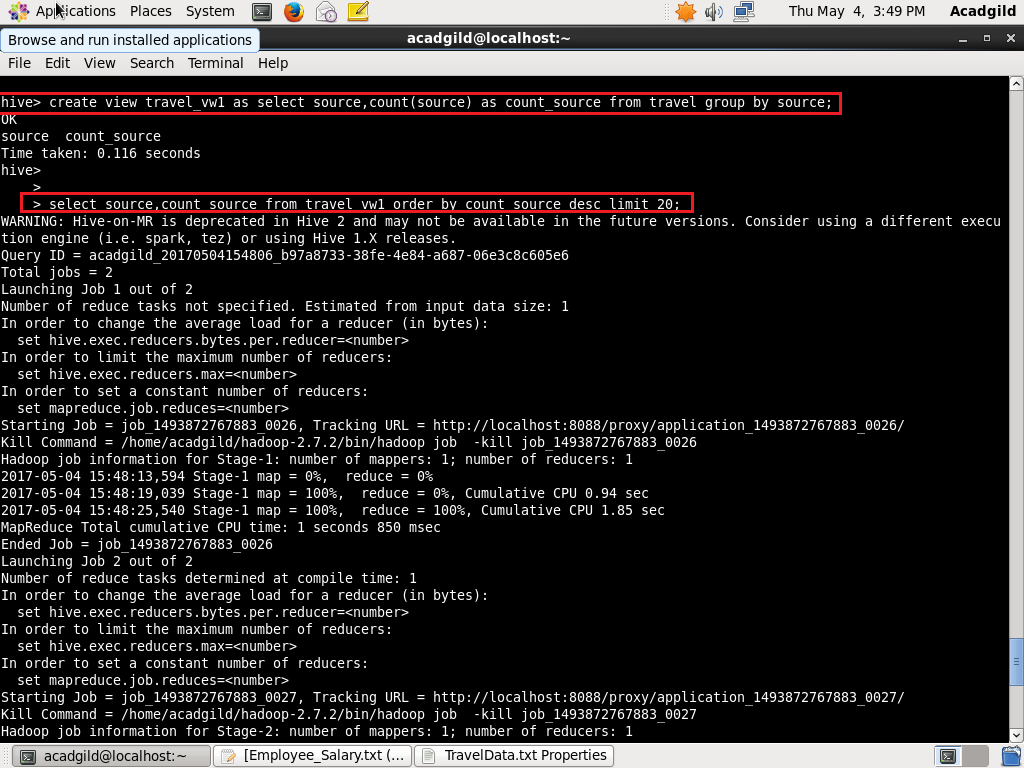 Applications Places System Thu May 4, 3:49 PM Acadgild
Browse and run installed applications
acadgild@localhost:~
File Edit View Search Terminal Help
hive> create view travel_vw1 as select source,count(source) as count_source from travel group by source;
OK
source  count_source
Time taken: 0.116 seconds
hive>
    >
    > select source,count_source from travel_vw1 order by count_source desc limit 20;
WARNING: Hive-on-MR is deprecated in Hive 2 and may not be available in the future versions. Consider using a different execu
tion engine (i.e. spark, tez) or using Hive 1.X releases.
Query ID = acadgild_20170504154806_b97a8733-38fe-4e84-a687-06e3c8c605e6
Total jobs = 2
Launching Job 1 out of 2
Number of reduce tasks not specified. Estimated from input data size: 1
In order to change the average load for a reducer (in bytes):
  set hive.exec.reducers.bytes.per.reducer=<number>
In order to limit the maximum number of reducers:
  set hive.exec.reducers.max=<number>
In order to set a constant number of reducers:
  set mapreduce.job.reduces=<number>
Starting Job = job_1493872767883_0026, Tracking URL = http://localhost:8088/proxy/application_1493872767883_0026/
Kill Command = /home/acadgild/hadoop-2.7.2/bin/hadoop job  -kill job_1493872767883_0026
Hadoop job information for Stage-1: number of mappers: 1; number of reducers: 1
2017-05-04 15:48:13,594 Stage-1 map = 0%,  reduce = 0%
2017-05-04 15:48:19,039 Stage-1 map = 100%,  reduce = 0%, Cumulative CPU 0.94 sec
2017-05-04 15:48:25,540 Stage-1 map = 100%,  reduce = 100%, Cumulative CPU 1.85 sec
MapReduce Total cumulative CPU time: 1 seconds 850 msec
Ended Job = job_1493872767883_0026
Launching Job 2 out of 2
Number of reduce tasks determined at compile time: 1
In order to change the average load for a reducer (in bytes):
  set hive.exec.reducers.bytes.per.reducer=<number>
In order to limit the maximum number of reducers:
  set hive.exec.reducers.max=<number>
In order to set a constant number of reducers:
  set mapreduce.job.reduces=<number>
Starting Job = job_1493872767883_0027, Tracking URL = http://localhost:8088/proxy/application_1493872767883_0027/
Kill Command = /home/acadgild/hadoop-2.7.2/bin/hadoop job  -kill job_1493872767883_0027
Hadoop job information for Stage-2: number of mappers: 1; number of reducers: 1
acadgild@localhost:~ [Employee_Salary.txt (... TravelData.txt Properties